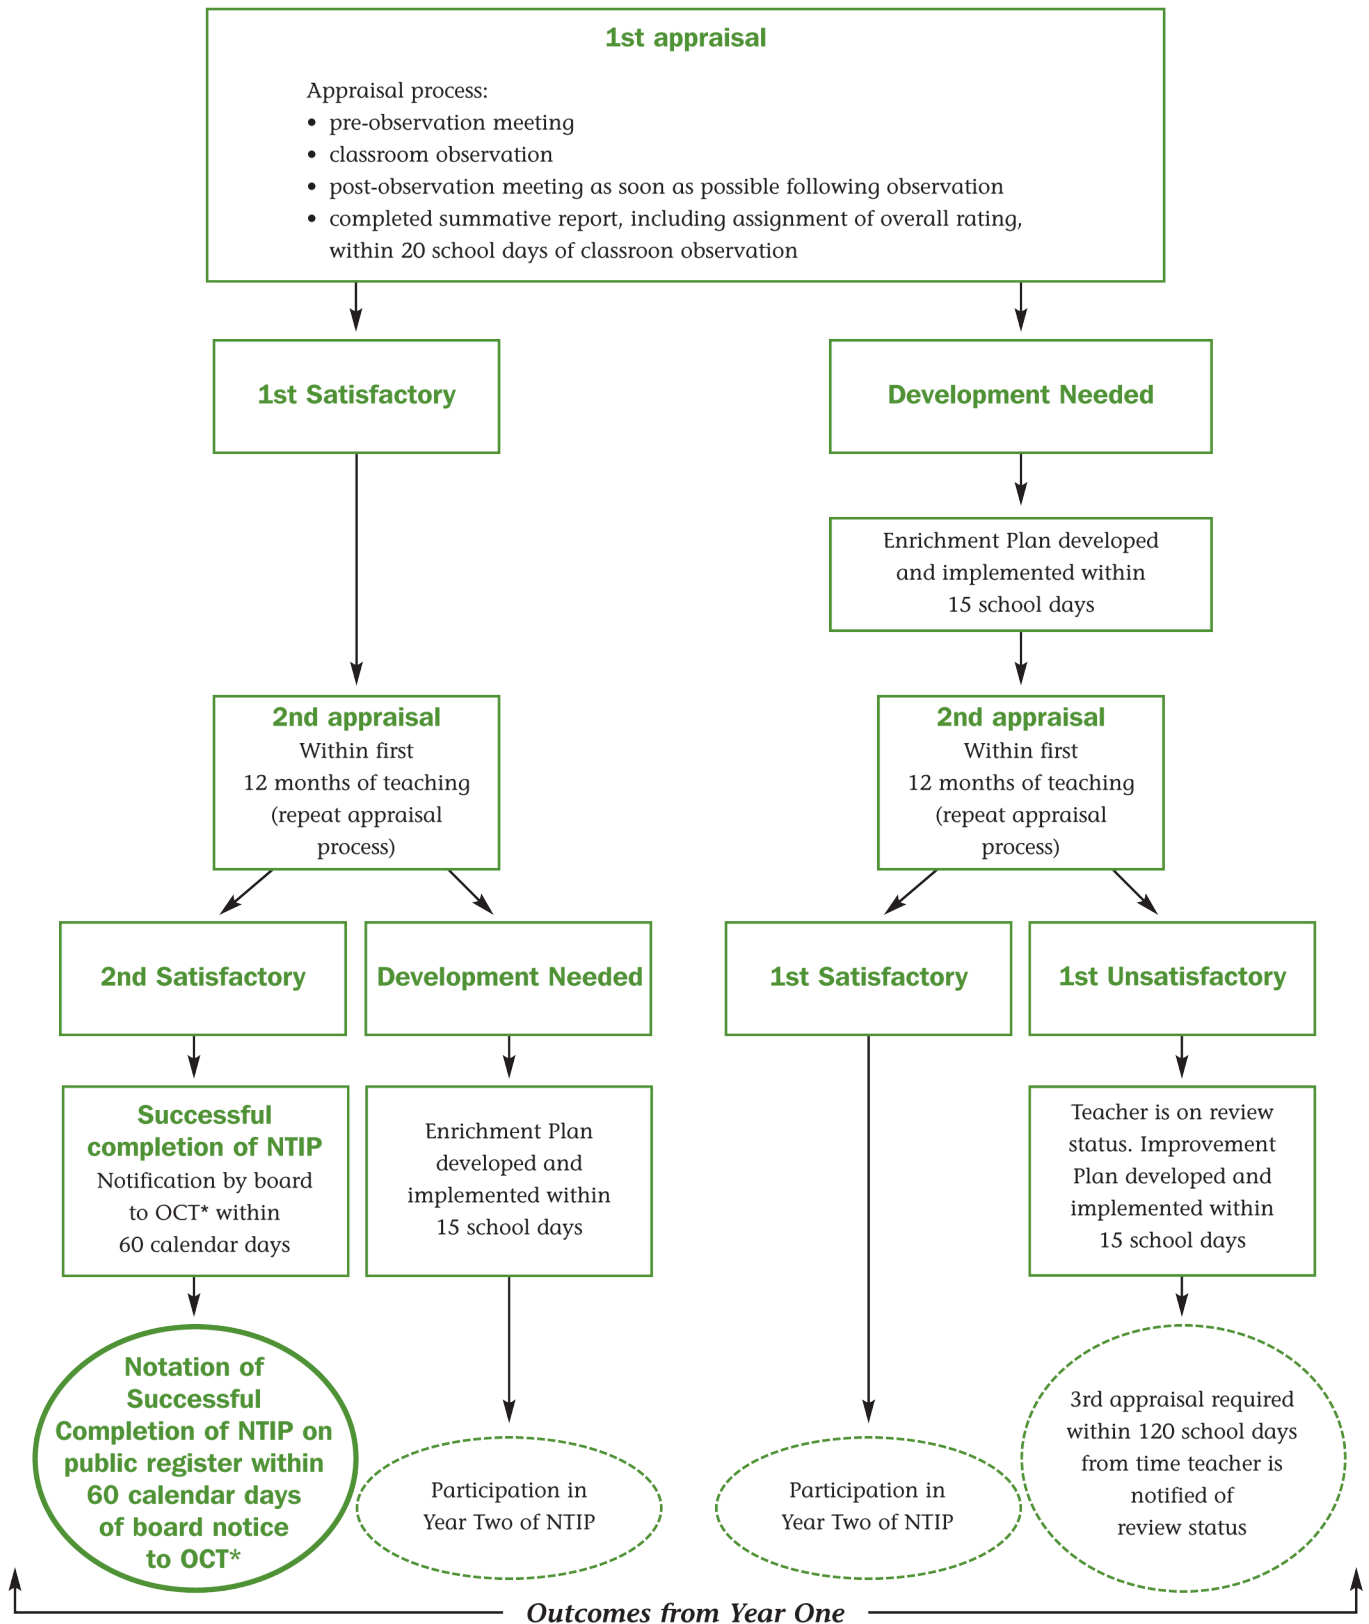 1st appraisal
Appraisal process:
• pre-observation meeting
• classroom observation
• post-observation meeting as soon as possible following observation
• completed summative report, including assignment of overall rating,
within 20 school days of classroon observation
1st Satisfactory
Development Needed
Enrichment Plan developed
and implemented within
15 school days
2nd appraisal
Within first
12 months of teaching
(repeat appraisal
process)
2nd appraisal
Within first
12 months of teaching
(repeat appraisal
process)
2nd Satisfactory
Development Needed
1st Satisfactory
1st Unsatisfactory
Successful
completion of NTIP
Notification by board
to OCT* within
60 calendar days
Enrichment Plan
developed and
implemented within
15 school days
Teacher is on review
status. Improvement
Plan developed and
implemented within
15 school days
Notation of
Successful
Completion of NTIP on
public register within
60 calendar days
of board notice
to OCT*
Participation in
Year Two of NTIP
Participation in
Year Two of NTIP
3rd appraisal required
within 120 school days
from time teacher is
notified of
review status
Outcomes from Year One